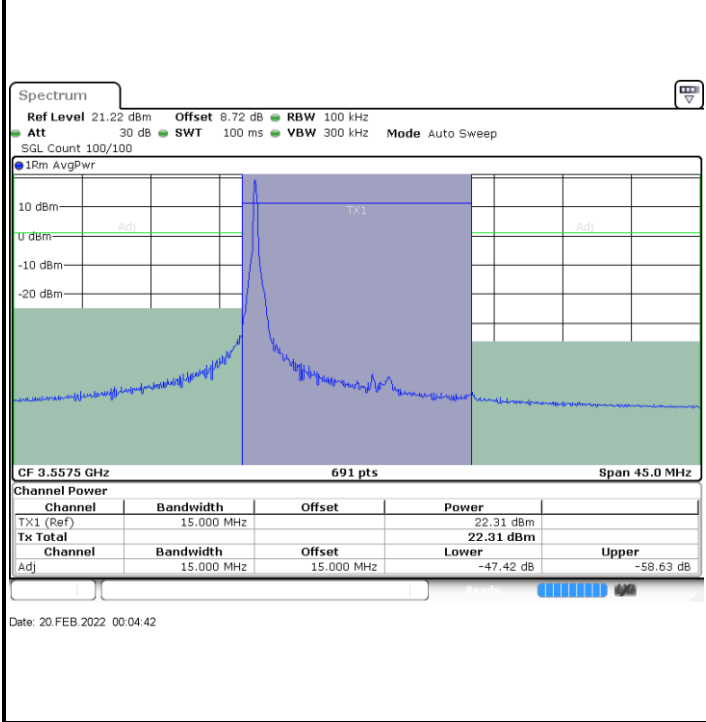 Spectrum
Ref Level 21.22 dBm Offset 8.72 dB RBW 100 kHz
Att 30 dB SWT 100 ms VBW 300 kHz Mode Auto Sweep
SGL Count 100/100
1Rm AvgPwr
10 dBm
TX1
Adj Adj
0 dBm
-10 dBm
-20 dBm
CF 3.5575 GHz 691 pts Span 45.0 MHz
Channel Power
Channel Bandwidth Offset Power
TX1 (Ref) 15.000 MHz 22.31 dBm
Tx Total 22.31 dBm
Channel Bandwidth Offset Lower Upper
Adj 15.000 MHz 15.000 MHz -47.42 dB -58.63 dB
Ready
Date: 20.FEB.2022 00:04:42